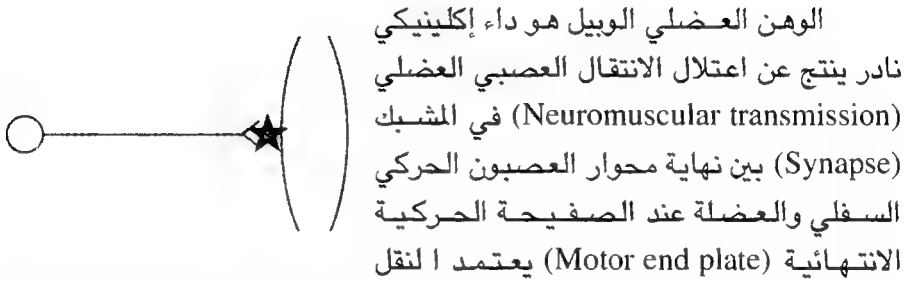 الوهن العضلي الوبيل هو داء إكلينيكي
نادر ينتج عن اعتلال الانتقال العصبي العضلي
(Neuromuscular transmission) في المشبك
(Synapse) بين نهاية محوار العصبون الحركي
السفلي والعضلة عند الصفيحة الحركية
الانتهائية (Motor end plate) يعتمد ا لنقل